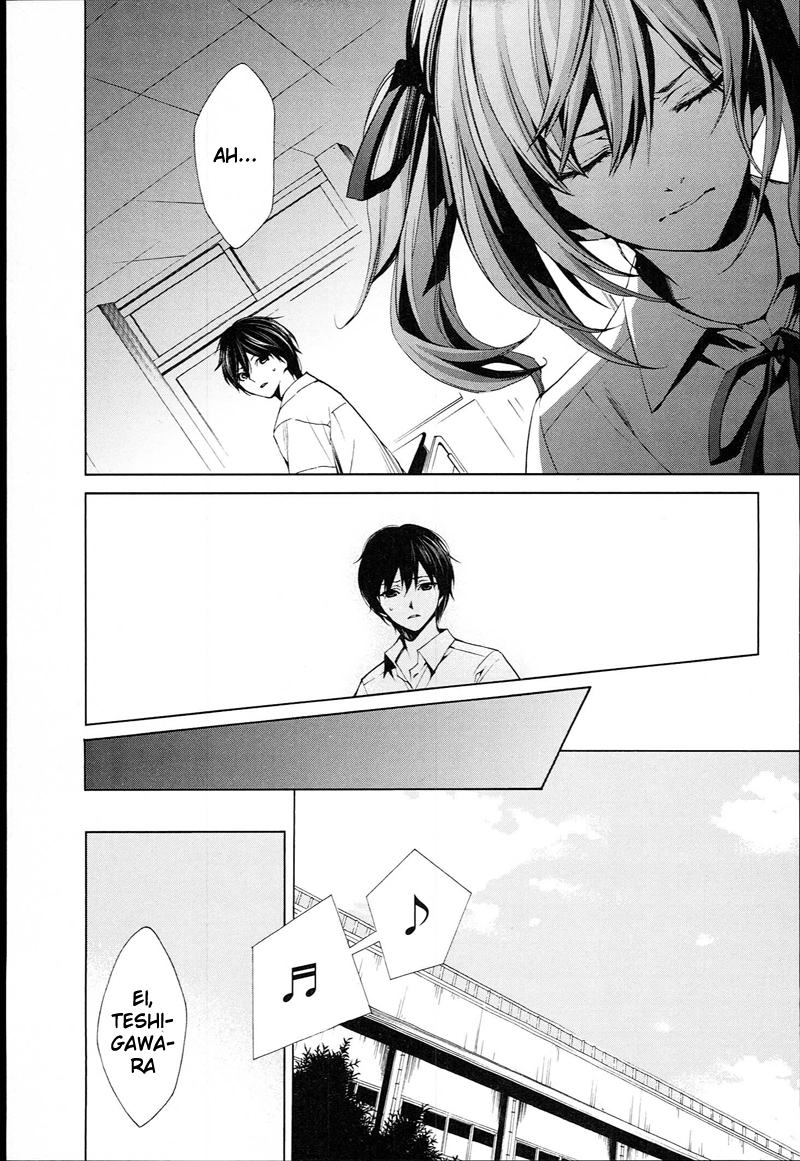 AH...
♪
♬
EI,
TESHI-
GAWA-
RA